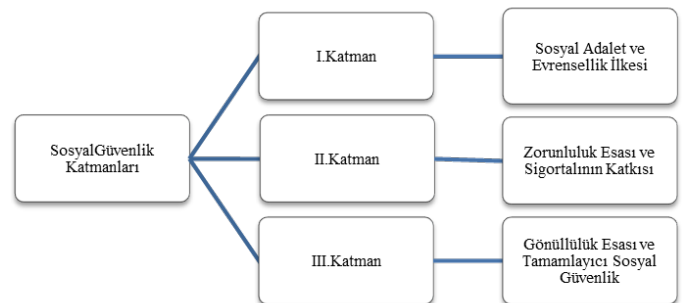 SosyalGüvenlik
Katmanları
I.Katman
Sosyal Adalet ve
Evrensellik İlkesi
II.Katman
Zorunluluk Esası ve
Sigortalının Katkısı
III.Katman
Gönüllülük Esası ve
Tamamlayıcı Sosyal
Güvenlik